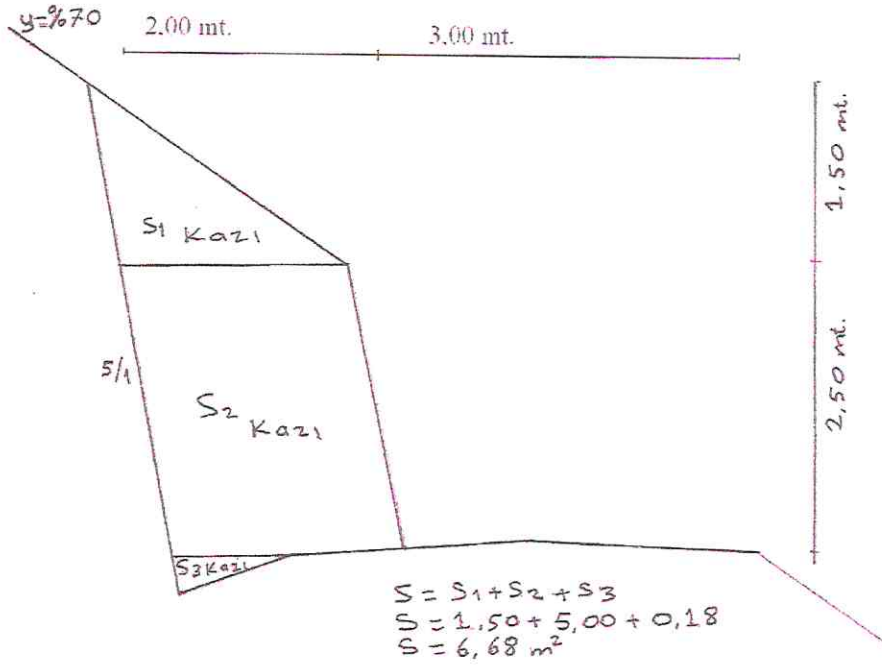 y=%70
2,00 mt.
3,00 mt.
1,50 mt.
S1 Kazı
5/1
S2 Kazı
2,50 mt.
S3 Kazı
S = S1 + S2 + S3
S = 1,50 + 5,00 + 0,18
S = 6,68 m²